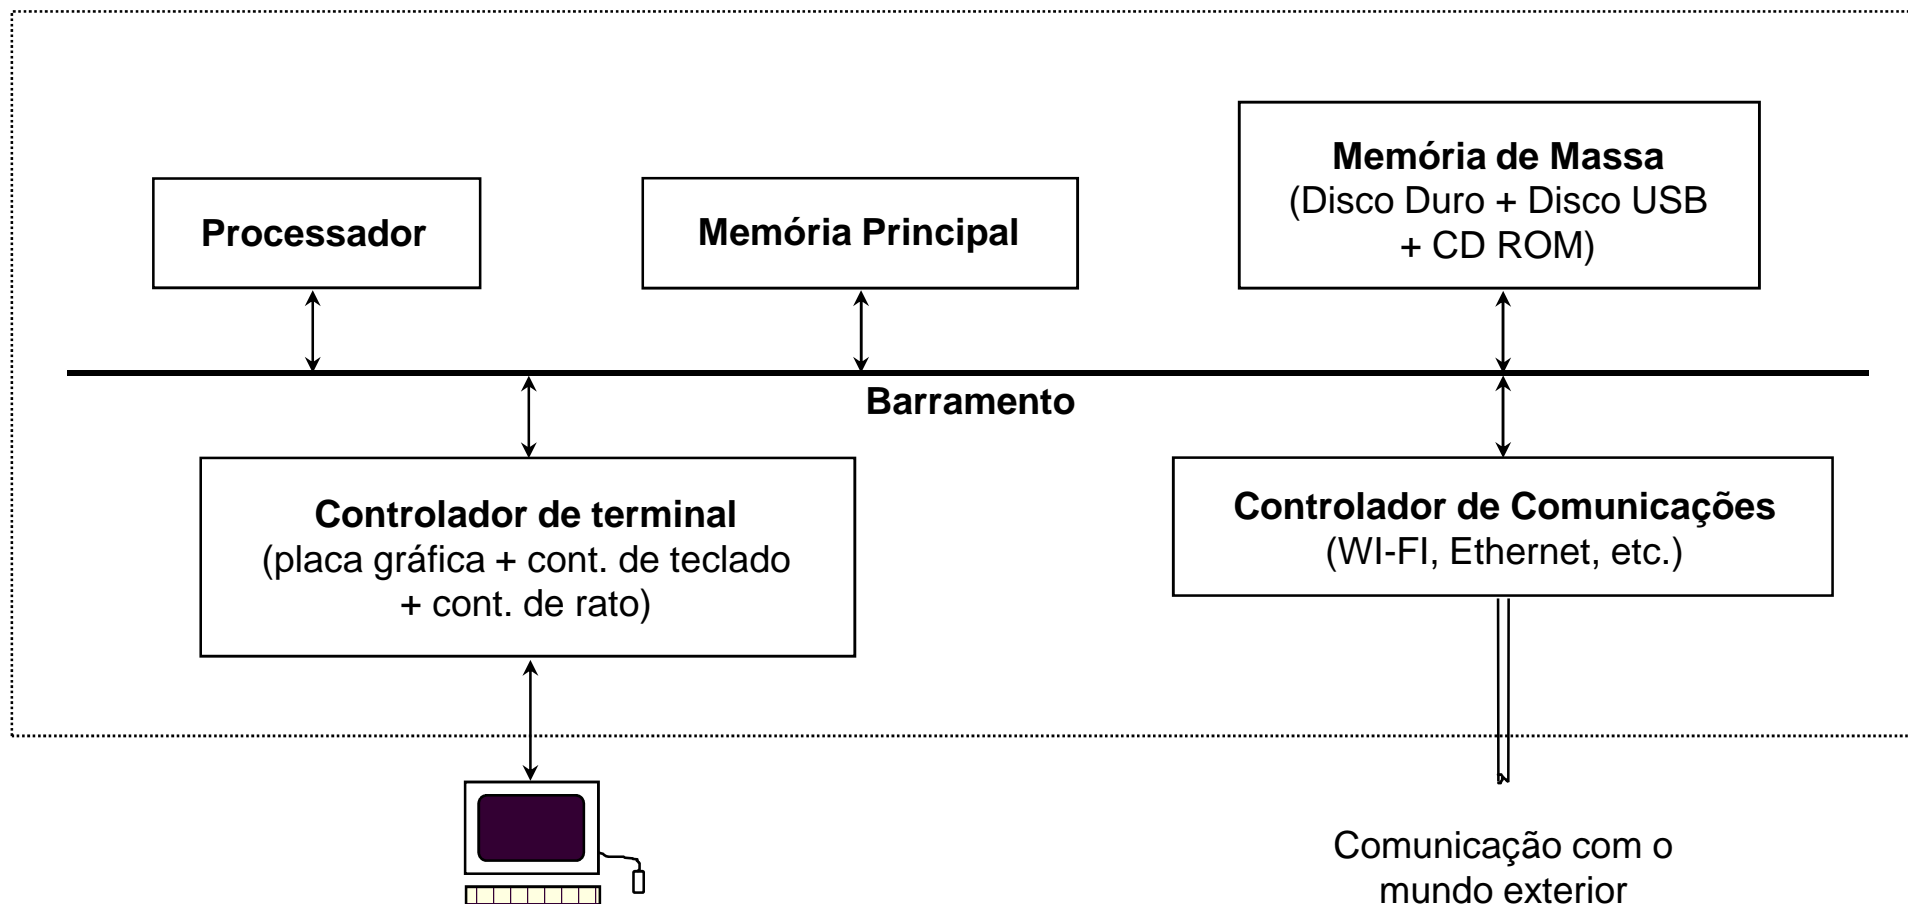 Processador
Memória Principal
Memória de Massa
(Disco Duro + Disco USB
+ CD ROM)
Barramento
Controlador de terminal
(placa gráfica + cont. de teclado
+ cont. de rato)
Controlador de Comunicações
(WI-FI, Ethernet, etc.)
Comunicação com o
mundo exterior